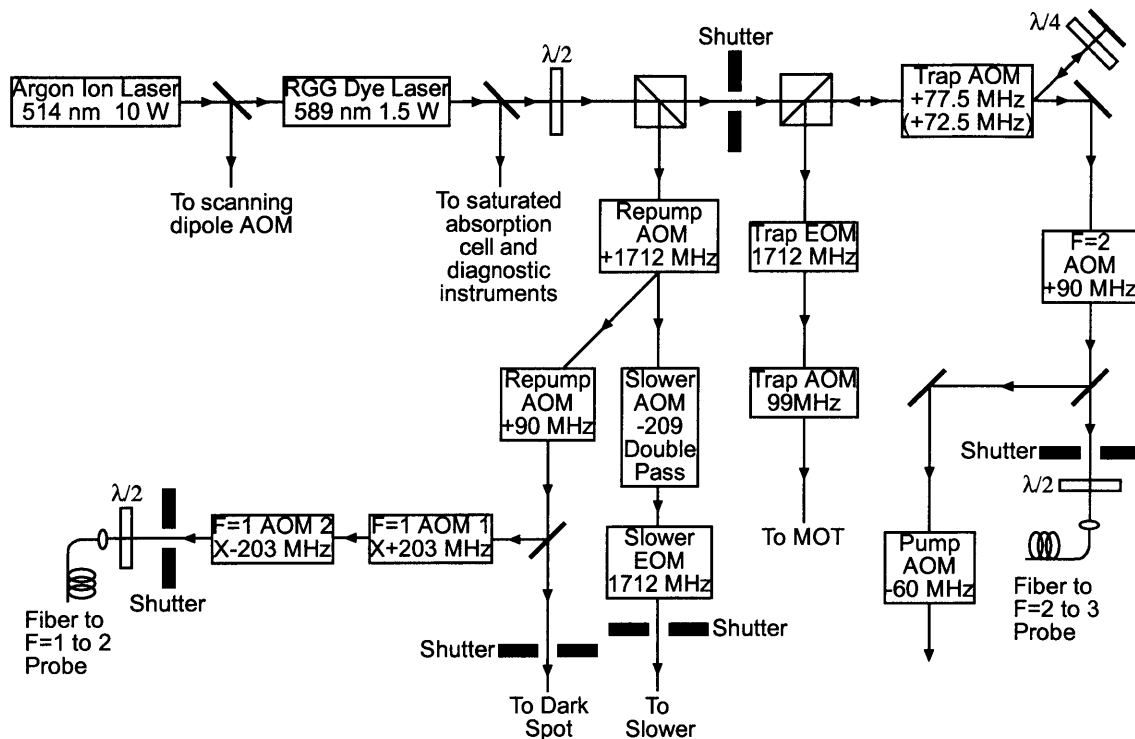 λ/4
λ/2
Shutter
Argon Ion Laser
514 nm 10 W
RGG Dye Laser
589 nm 1.5 W
Trap AOM
+77.5 MHz
(+72.5 MHz)
To scanning
dipole AOM
To saturated
absorption
cell and
diagnostic
instruments
Repump
AOM
+1712 MHz
Trap EOM
1712 MHz
F=2
AOM
+90 MHz
Repump
AOM
+90 MHz
Slower
AOM
-209
Double
Pass
Trap AOM
99MHz
Shutter
λ/2
λ/2
F=1 AOM 2
X-203 MHz
F=1 AOM 1
X+203 MHz
Slower
EOM
1712 MHz
To MOT
Pump
AOM
-60 MHz
Fiber to
F=2 to 3
Probe
Shutter
Fiber to
F=1 to 2
Probe
Shutter
Shutter
To Dark
Spot
To
Slower